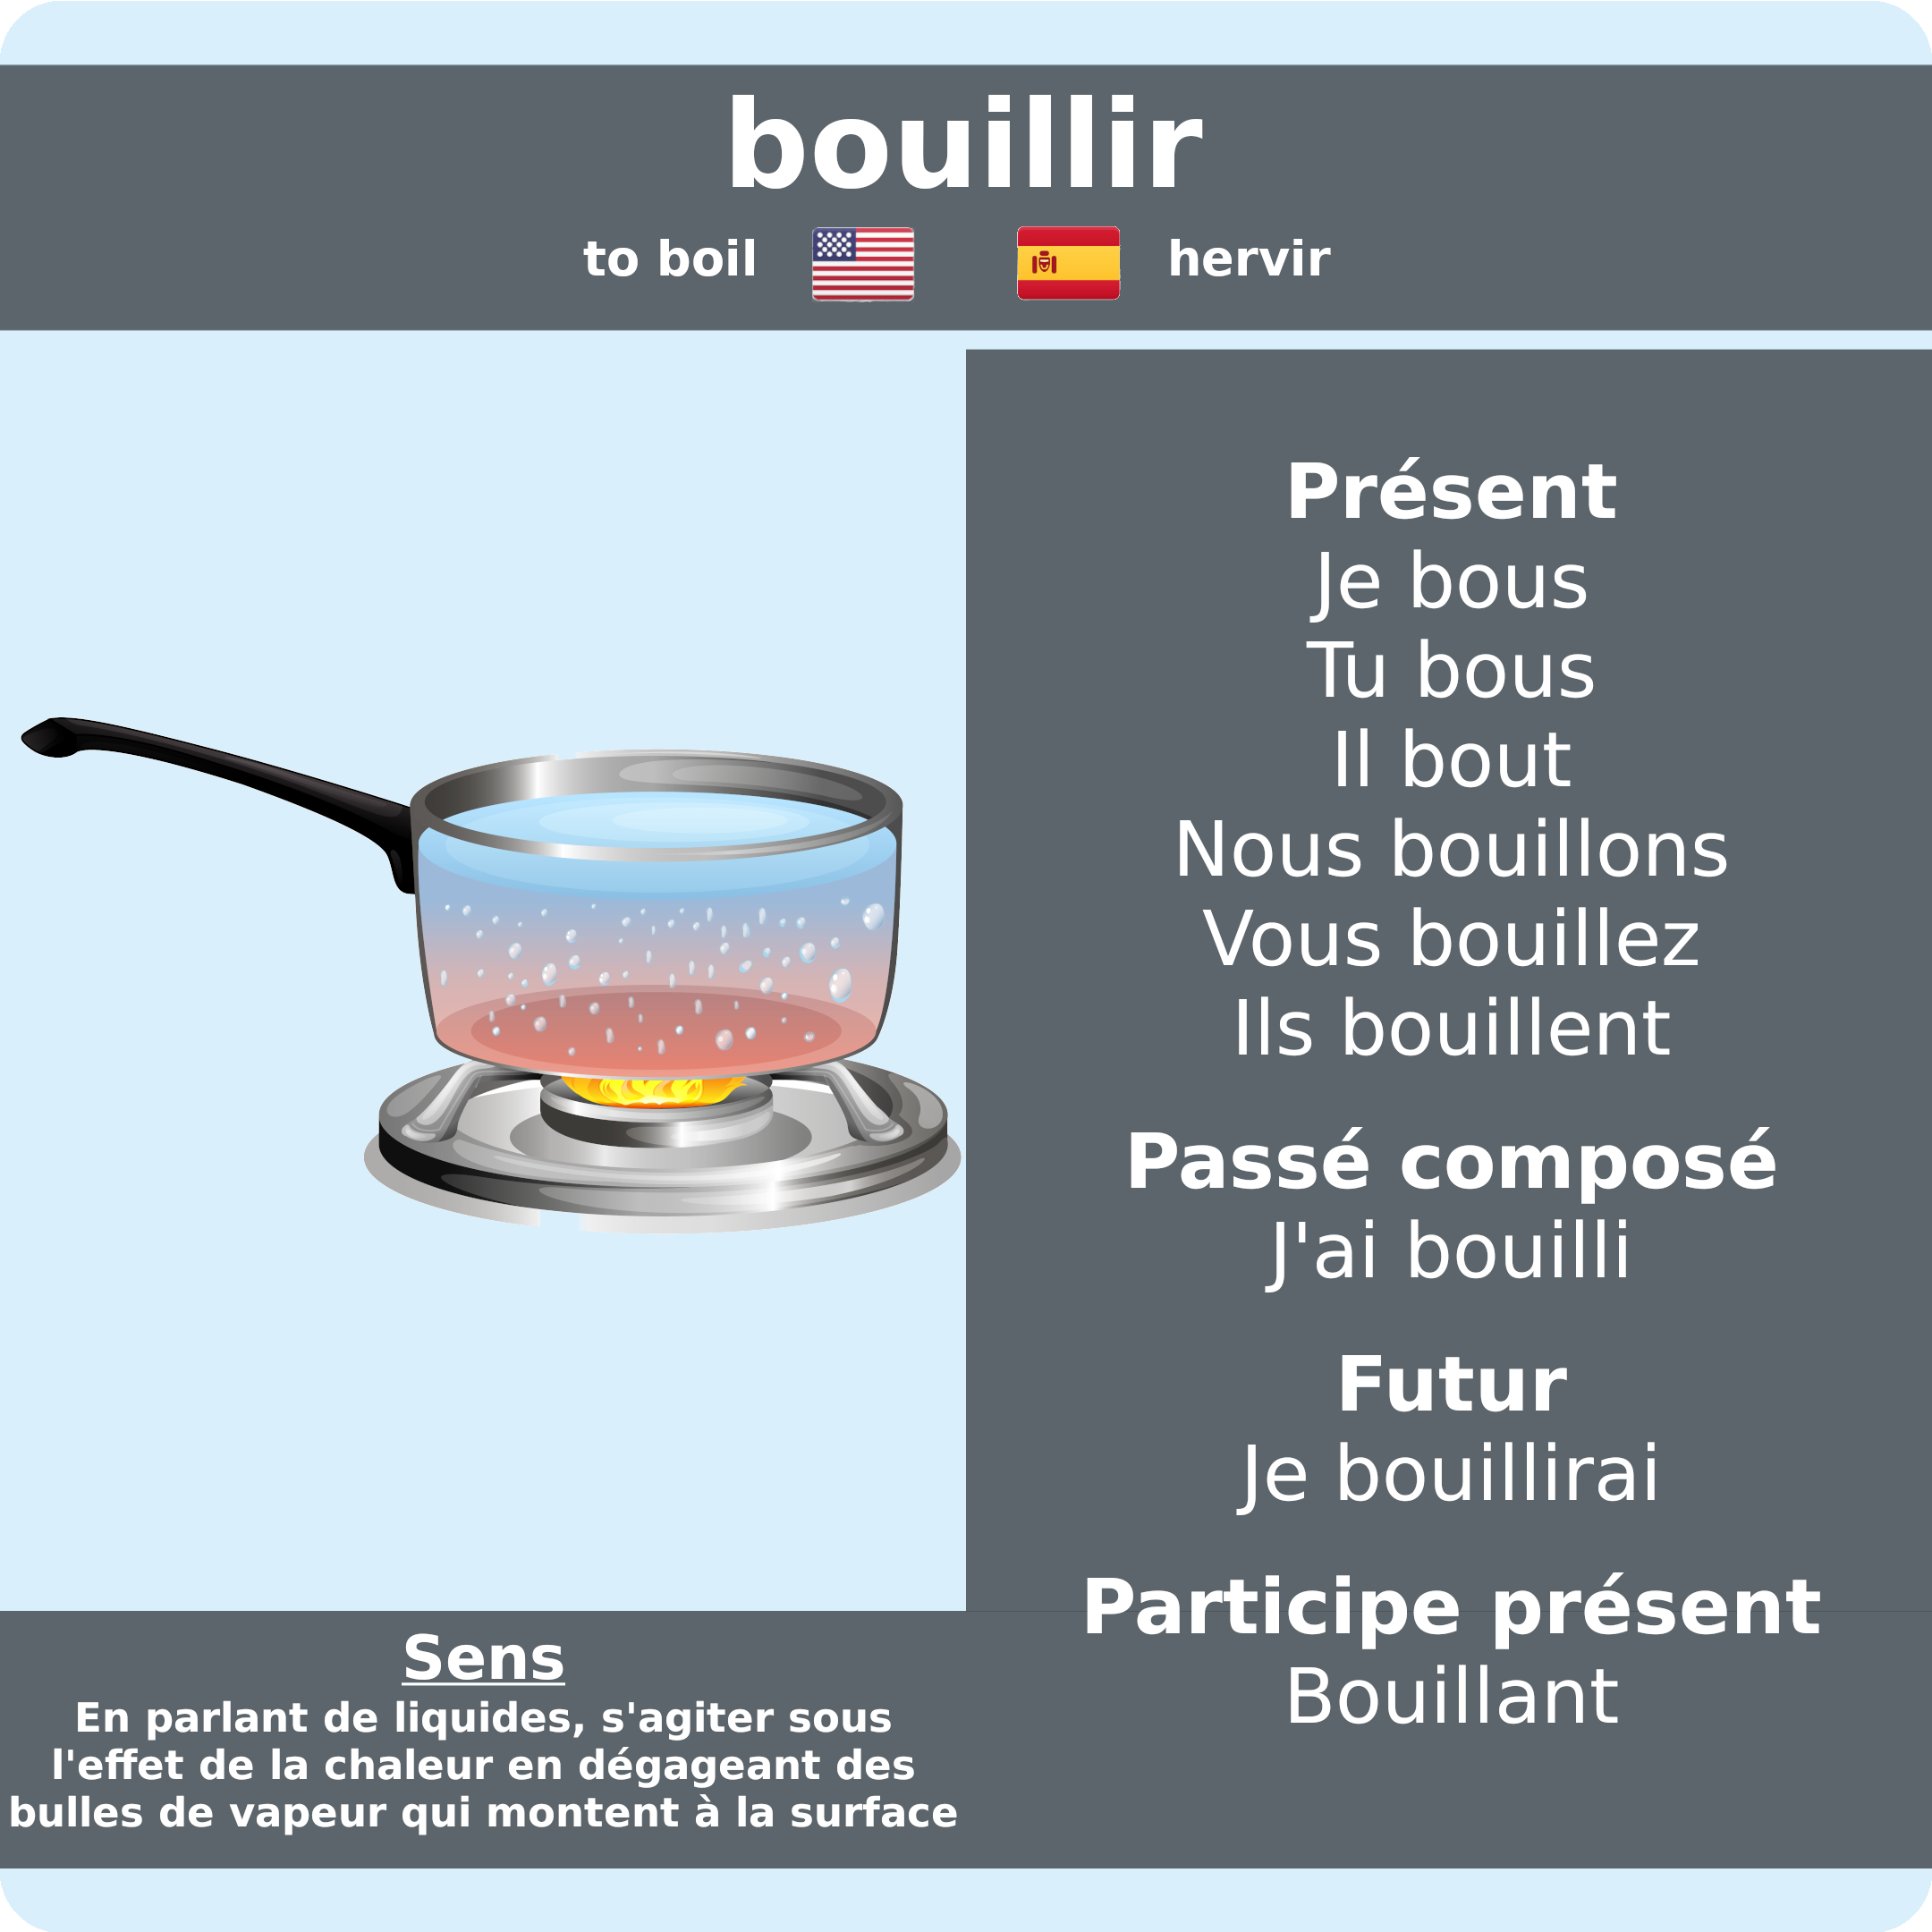 bouillir
to boil
hervir
Présent
Je bous
Tu bous
Il bout
Nous bouillons
Vous bouillez
Ils bouillent
Passé composé
J'ai bouilli
Futur
Je bouillirai
Participe présent
Bouillant
Sens
En parlant de liquides, s'agiter sous
l'effet de la chaleur en dégageant des
bulles de vapeur qui montent à la surface